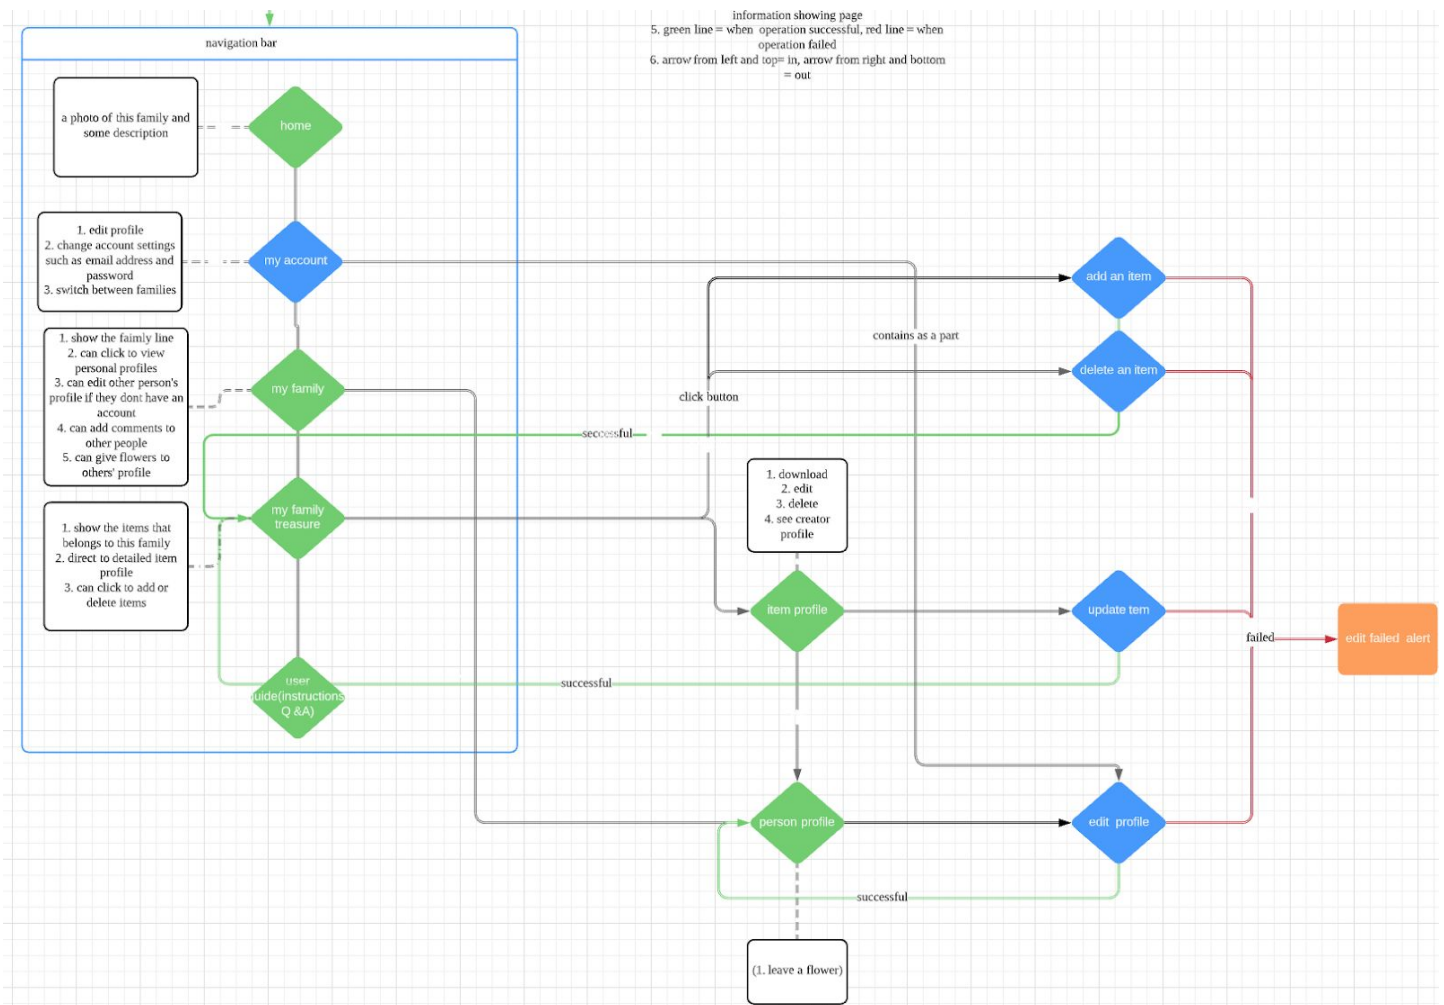 information showing page
5. green line = when operation successful, red line = when
operation failed
6. arrow from left and top= in, arrow from right and bottom
= out
navigation bar
a photo of this family and
some description
home
1. edit profile
2. change account settings
such as email address and
password
3. switch between families
my account
add an item
contains as a part
1. show the faimly line
2. can click to view
personal profiles
3. can edit other person's
profile if they dont have an
account
4. can add comments to
other people
5. can give flowers to
others' profile
my family
delete an item
click button
seccessful
1. download
2. edit
3. delete
4. see creator
profile
1. show the items that
belongs to this family
2. direct to detailed item
profile
3. can click to add or
delete items
my family
treasure
item profile
update tem
failed
edit failed alert
user
uide(instructions
Q &A)
successful
person profile
edit profile
successful
(1. leave a flower)